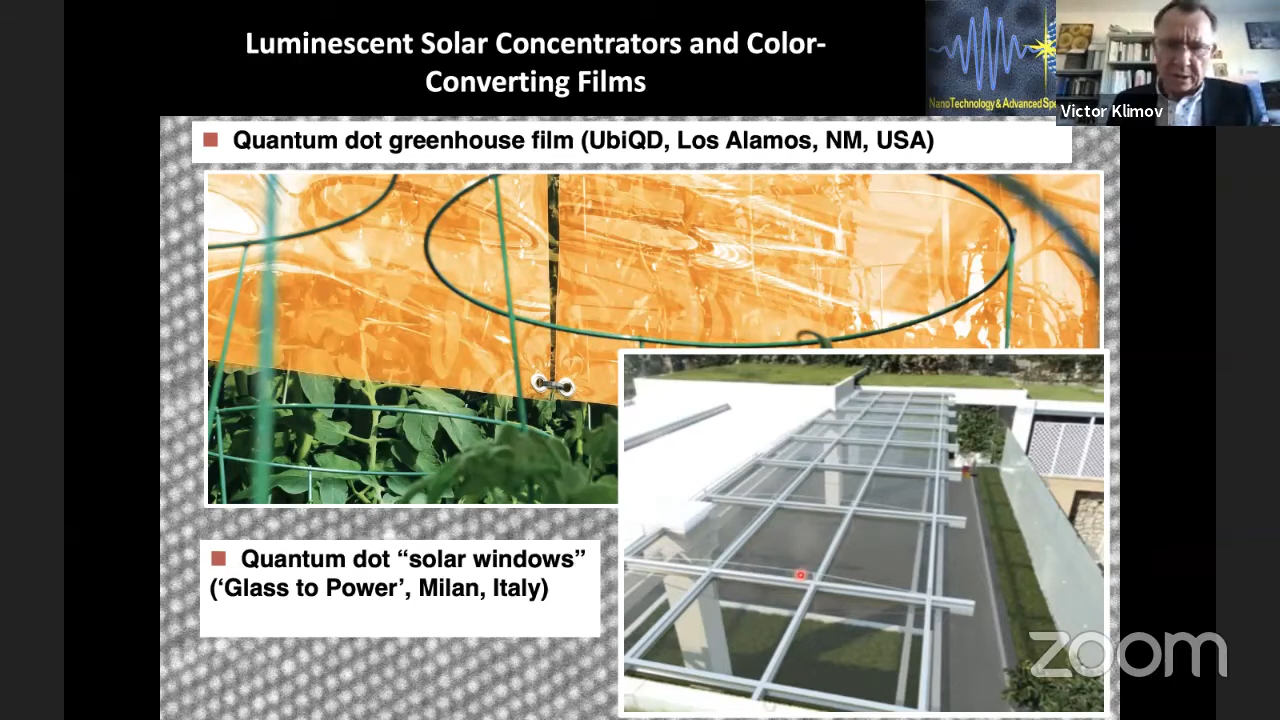 Luminescent Solar Concentrators and Color-
Converting Films
NanoTechnology & Advanced Spe
Victor Klimov
■ Quantum dot greenhouse film (UbiQD, Los Alamos, NM, USA)
■ Quantum dot “solar windows”
(‘Glass to Power’, Milan, Italy)
zoom